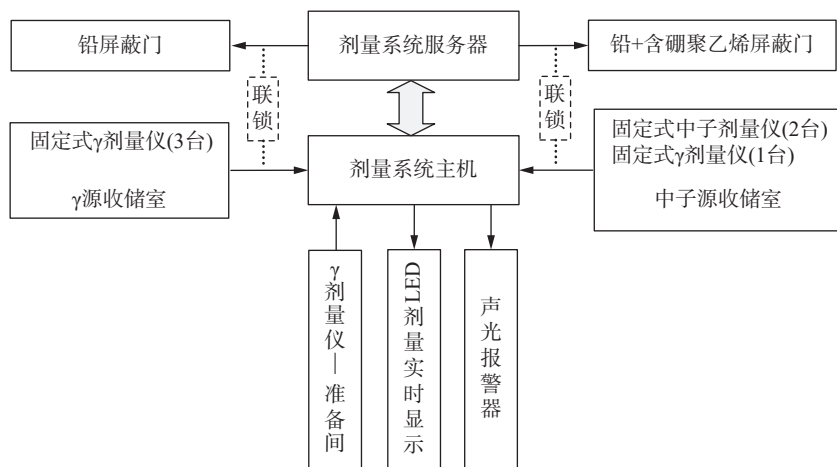 铅屏蔽门
剂量系统服务器
铅+含硼聚乙烯屏蔽门
联锁
联锁
固定式γ剂量仪(3台)
γ源收储室
剂量系统主机
固定式中子剂量仪(2台)
固定式γ剂量仪(1台)
中子源收储室
γ剂量仪—准备间
LED剂量实时显示
声光报警器